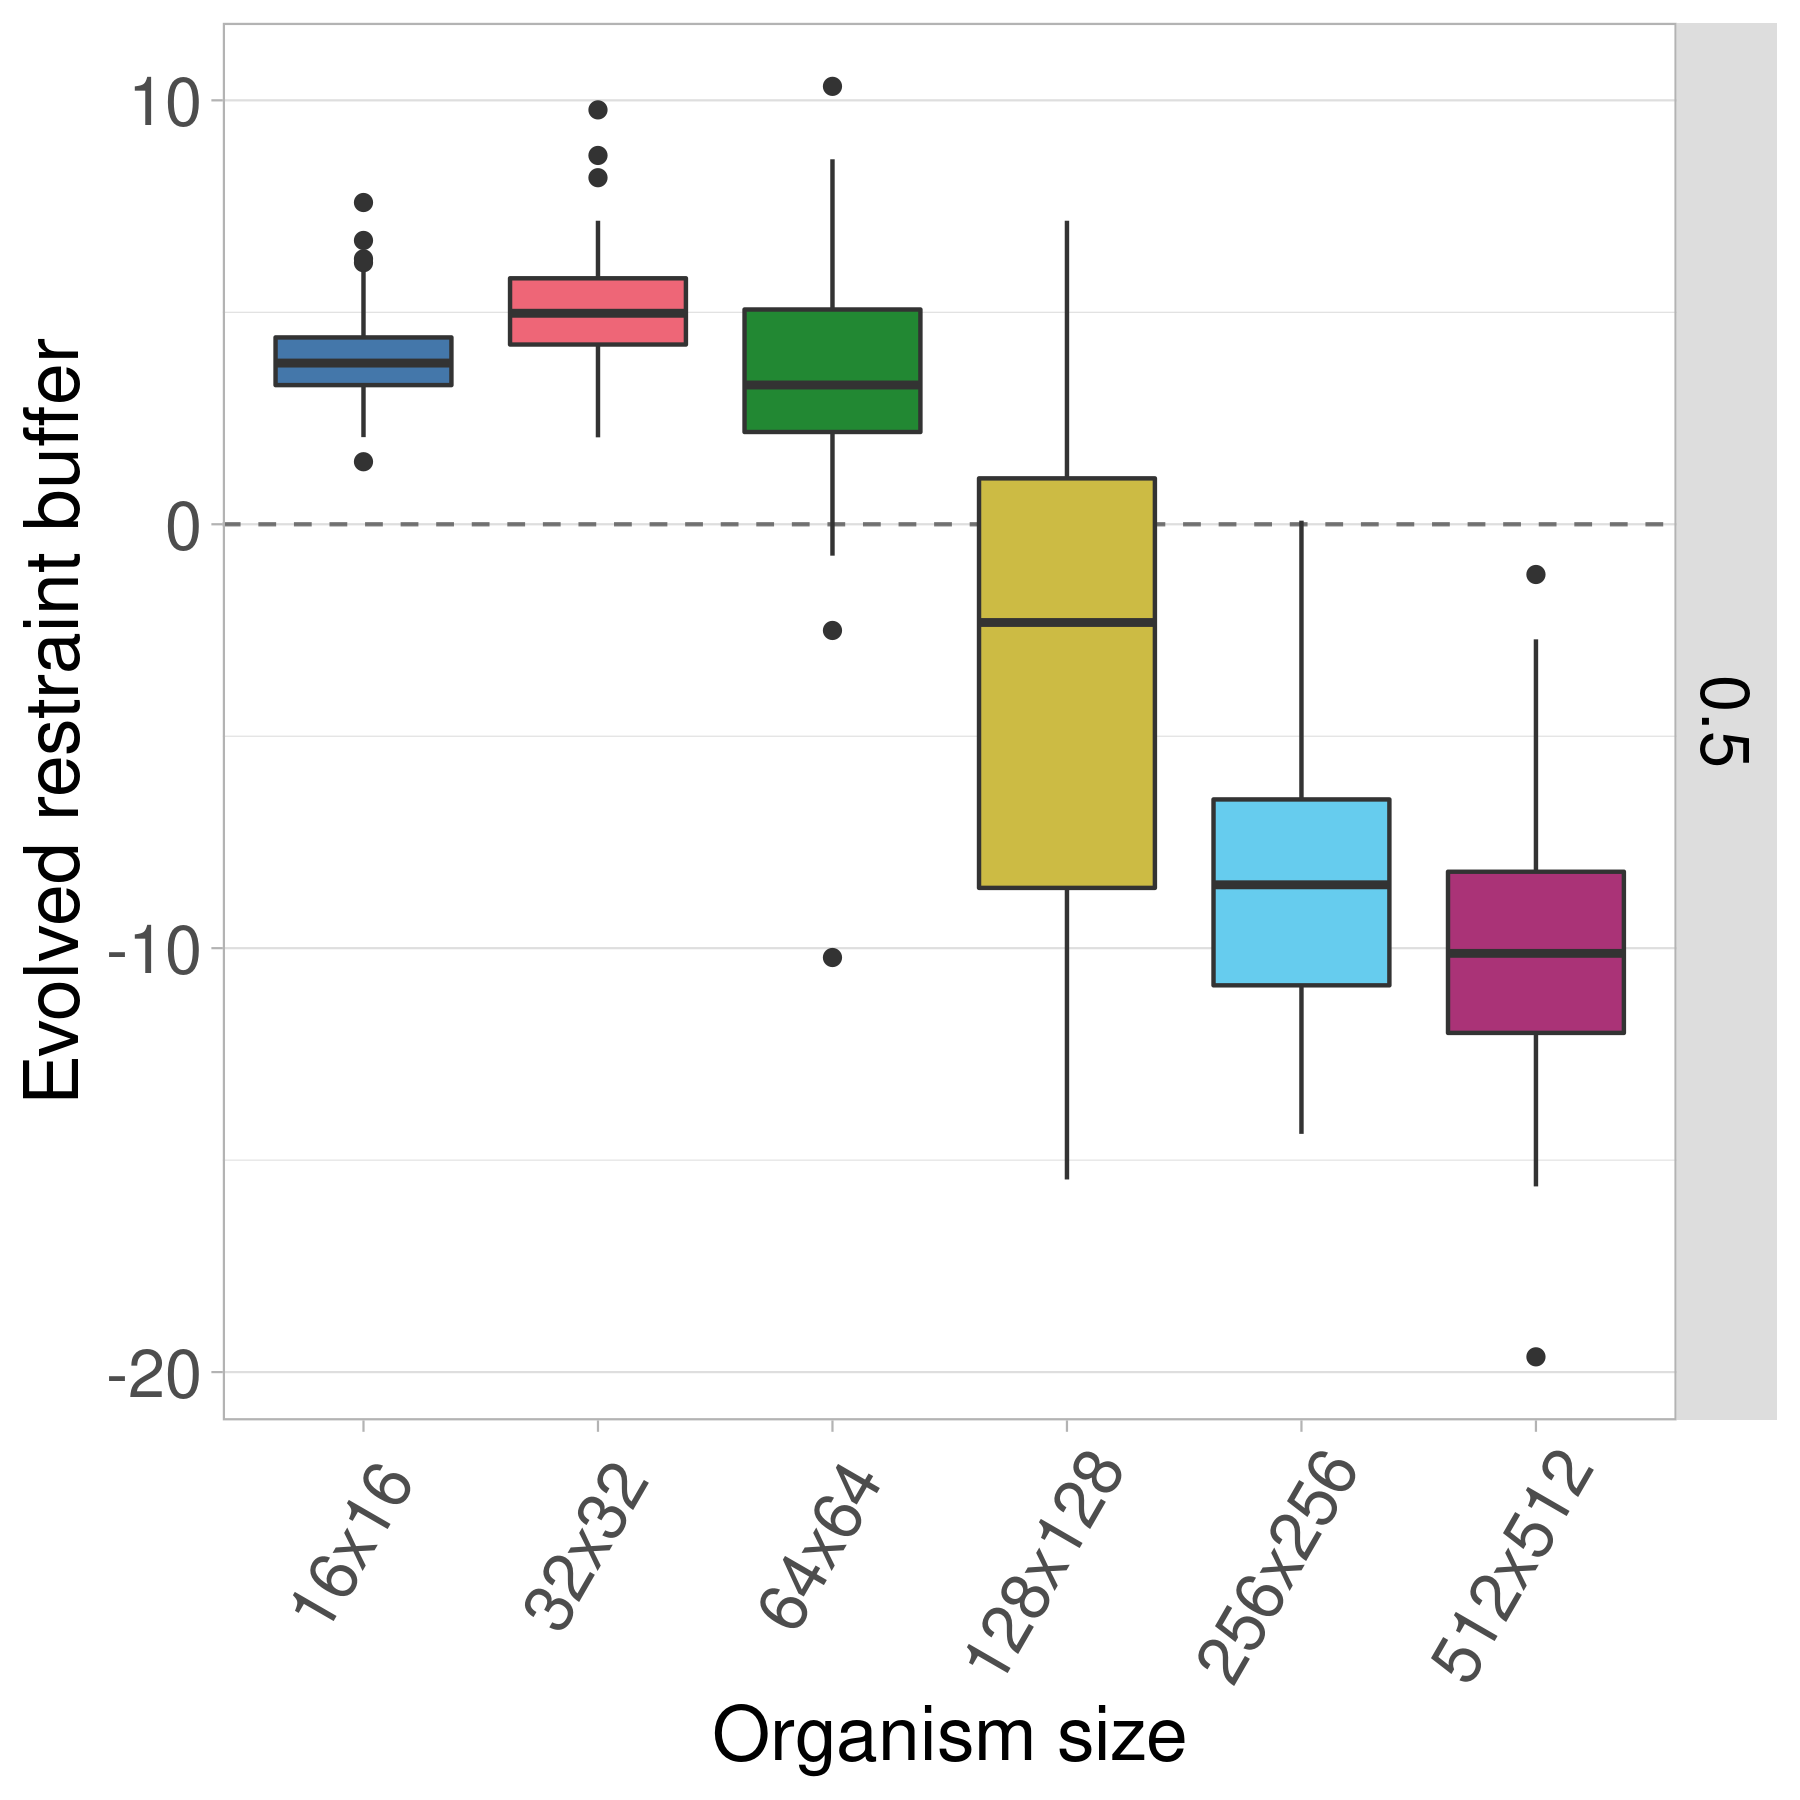 Evolved restraint buffer
10
0
-10
-20
0.5
16x16
32x32
64x64
128x128
256x256
512x512
Organism size